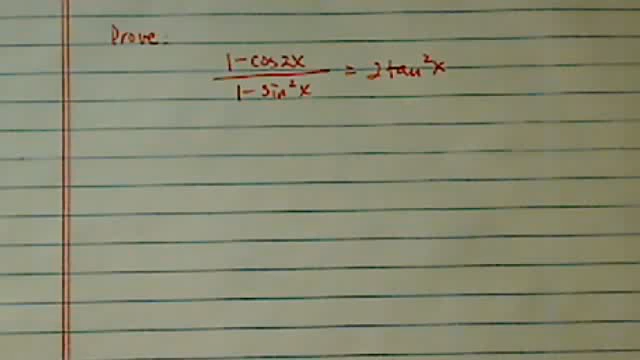 Prove:
1 - cos 2x
1 - sin²x
= 2 tan²x